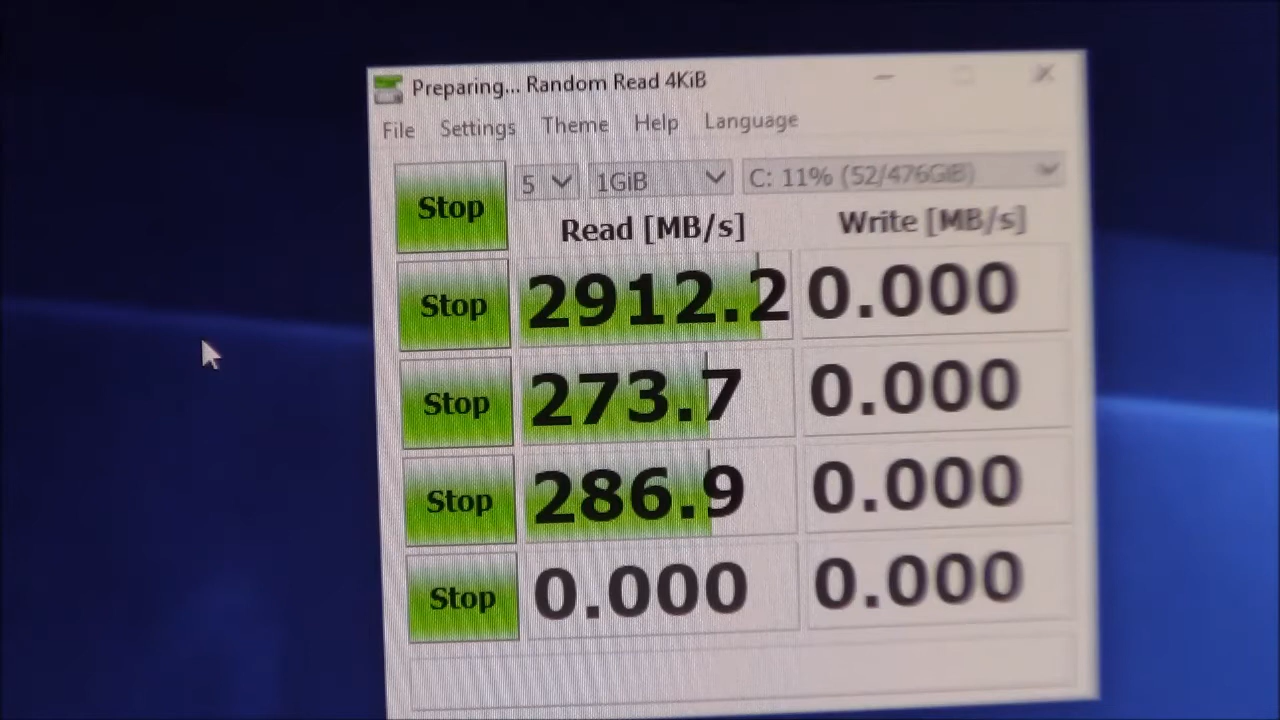 Preparing... Random Read 4KiB
File Settings Theme Help Language
Stop 5 1GiB C: 11% (52/476GiB)
Read [MB/s] Write [MB/s]
Stop 2912.2 0.000
Stop 273.7 0.000
Stop 286.9 0.000
Stop 0.000 0.000